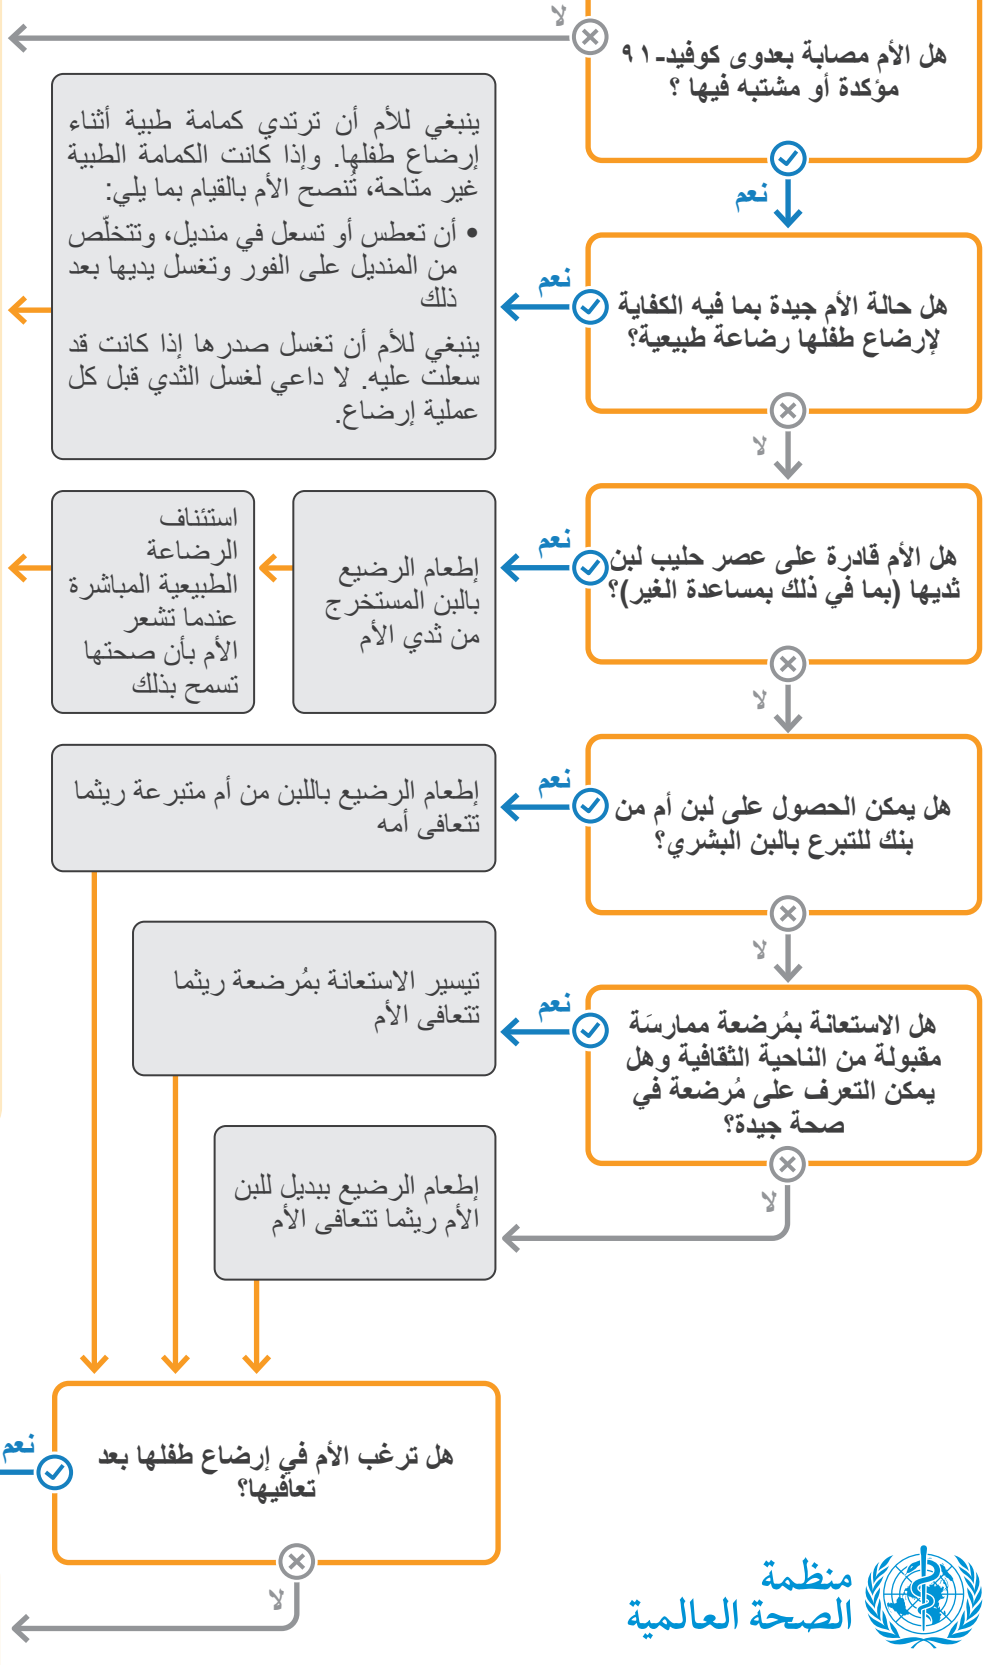 لا
هل الأم مصابة بعدوى كوفيد-٩١
مؤكدة أو مشتبه فيها ؟
نعم
ينبغي للأم أن ترتدي كمامة طبية أثناء
إرضاع طفلها. وإذا كانت الكمامة الطبية
غير متاحة، تُنصح الأم بالقيام بما يلي:
• أن تعطس أو تسعل في منديل، وتتخلّص
من المنديل على الفور وتغسل يديها بعد
ذلك
ينبغي للأم أن تغسل صدرها إذا كانت قد
سعلت عليه. لا داعي لغسل الثدي قبل كل
عملية إرضاع.
نعم
هل حالة الأم جيدة بما فيه الكفاية
لإرضاع طفلها رضاعة طبيعية؟
لا
هل الأم قادرة على عصر حليب لبن
ثديها (بما في ذلك بمساعدة الغير)؟
نعم
إطعام الرضيع
بالبن المستخرج
من ثدي الأم
استئناف
الرضاعة
الطبيعية المباشرة
عندما تشعر
الأم بأن صحتها
تسمح بذلك
لا
هل يمكن الحصول على لبن أم من
بنك للتبرع بالبن البشري؟
نعم
إطعام الرضيع باللبن من أم متبرعة ريثما
تتعافى أمه
لا
هل الاستعانة بمُرضعة ممارسَة
مقبولة من الناحية الثقافية وهل
يمكن التعرف على مُرضعة في
صحة جيدة؟
نعم
تيسير الاستعانة بمُرضعة ريثما
تتعافى الأم
لا
إطعام الرضيع ببديل للبن
الأم ريثما تتعافى الأم
هل ترغب الأم في إرضاع طفلها بعد
تعافيها؟
نعم
لا
منظمة
الصحة العالمية